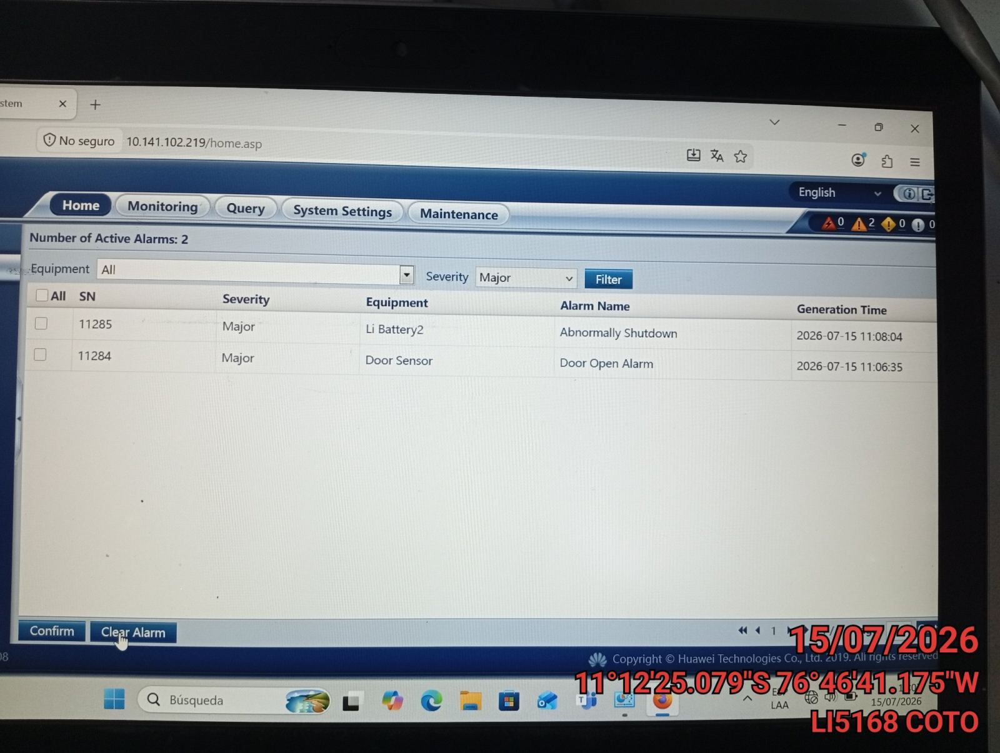 stem
No seguro 10.141.102.219/home.asp
English
Home Monitoring Query System Settings Maintenance
0 2 0 0
Number of Active Alarms: 2
Equipment All Severity Major Filter
All SN Severity Equipment Alarm Name Generation Time
11285 Major Li Battery2 Abnormally Shutdown 2026-07-15 11:08:04
11284 Major Door Sensor Door Open Alarm 2026-07-15 11:06:35
Confirm Clear Alarm 1
15/07/2026
08 Copyright © Huawei Technologies Co., Ltd. 2019. All rights reserved
11°12'25.079"S 76°46'41.175"W
Búsqueda
LAA 15/07/2026
LI5168 COTO